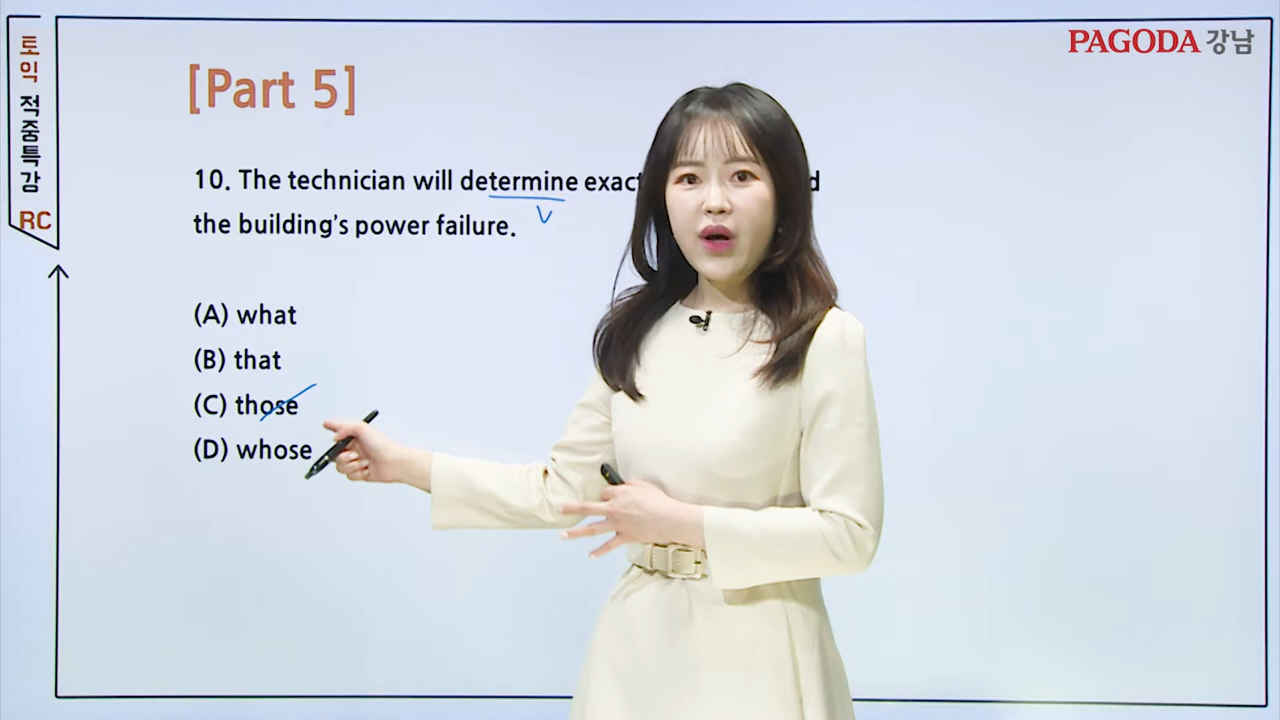 토익 적중특강 RC
PAGODA 강남
[Part 5]
10. The technician will determine
the building's power failure.
(A) what
(B) that
(C) those
(D) whose